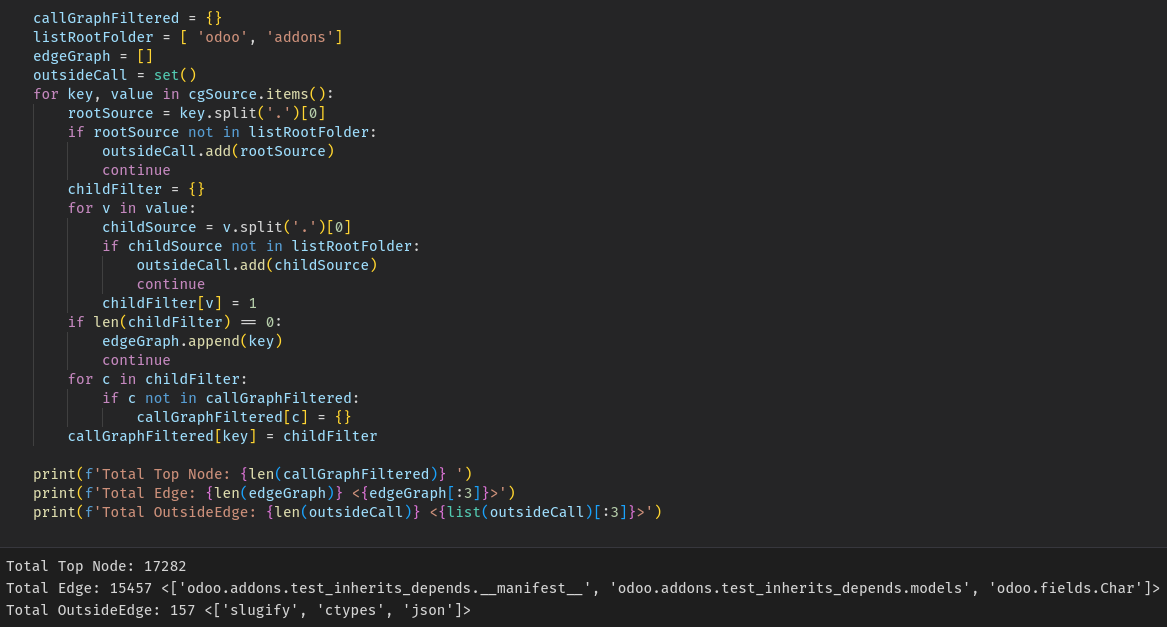 callGraphFiltered = {}
listRootFolder = [ 'odoo', 'addons']
edgeGraph = []
outsideCall = set()
for key, value in cgSource.items():
    rootSource = key.split('.')[0]
    if rootSource not in listRootFolder:
        outsideCall.add(rootSource)
        continue
    childFilter = {}
    for v in value:
        childSource = v.split('.')[0]
        if childSource not in listRootFolder:
            outsideCall.add(childSource)
            continue
        childFilter[v] = 1
    if len(childFilter) == 0:
        edgeGraph.append(key)
        continue
    for c in childFilter:
        if c not in callGraphFiltered:
            callGraphFiltered[c] = {}
    callGraphFiltered[key] = childFilter

print(f'Total Top Node: {len(callGraphFiltered)} ')
print(f'Total Edge: {len(edgeGraph)} <{edgeGraph[:3]}>')
print(f'Total OutsideEdge: {len(outsideCall)} <{list(outsideCall)[:3]}>')

Total Top Node: 17282
Total Edge: 15457 <['odoo.addons.test_inherits_depends.__manifest__', 'odoo.addons.test_inherits_depends.models', 'odoo.fields.Char']>
Total OutsideEdge: 157 <['slugify', 'ctypes', 'json']>